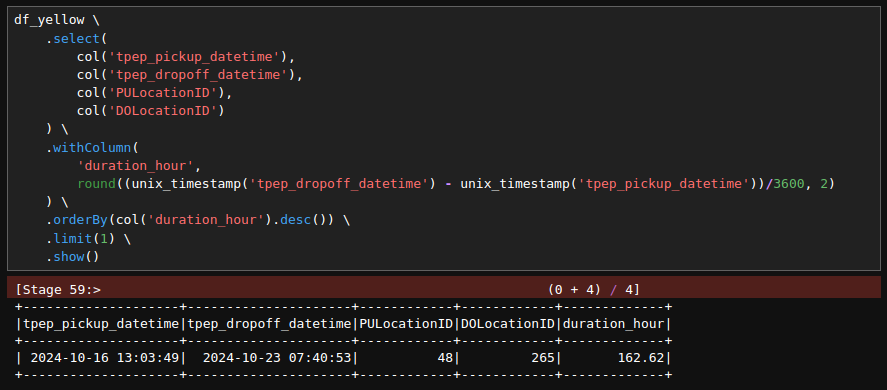 df_yellow \
    .select(
        col('tpep_pickup_datetime'),
        col('tpep_dropoff_datetime'),
        col('PULocationID'),
        col('DOLocationID')
    ) \
    .withColumn(
        'duration_hour',
        round((unix_timestamp('tpep_dropoff_datetime') - unix_timestamp('tpep_pickup_datetime'))/3600, 2)
    ) \
    .orderBy(col('duration_hour').desc()) \
    .limit(1) \
    .show()
[Stage 59:>                                                         (0 + 4) / 4]
+--------------------+---------------------+------------+------------+-------------+
|tpep_pickup_datetime|tpep_dropoff_datetime|PULocationID|DOLocationID|duration_hour|
+--------------------+---------------------+------------+------------+-------------+
| 2024-10-16 13:03:49|  2024-10-23 07:40:53|          48|         265|       162.62|
+--------------------+---------------------+------------+------------+-------------+